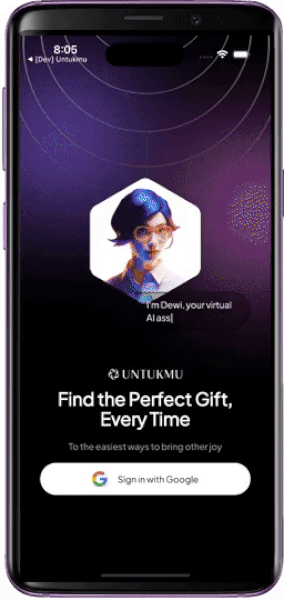 8:05
◀ [Dev] Untukmu
I'm Dewi, your virtual
AI ass|
UNTUKMU
Find the Perfect Gift,
Every Time
To the easiest ways to bring other joy
Sign in with Google